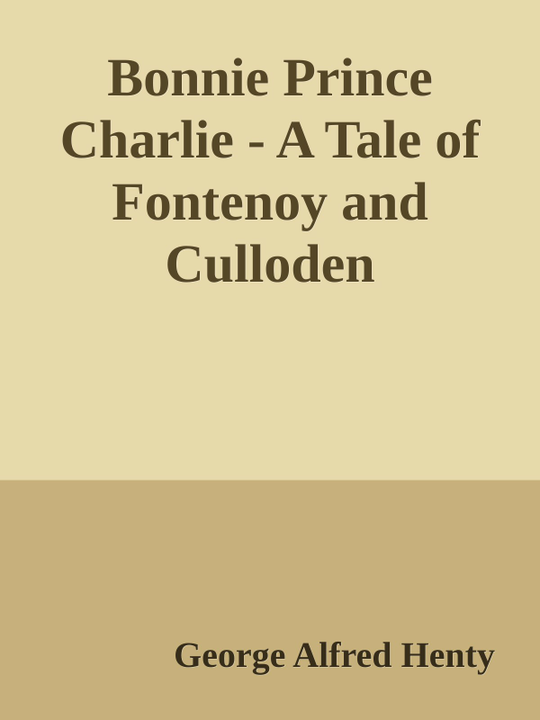 Bonnie Prince
Charlie - A Tale of
Fontenoy and
Culloden
George Alfred Henty